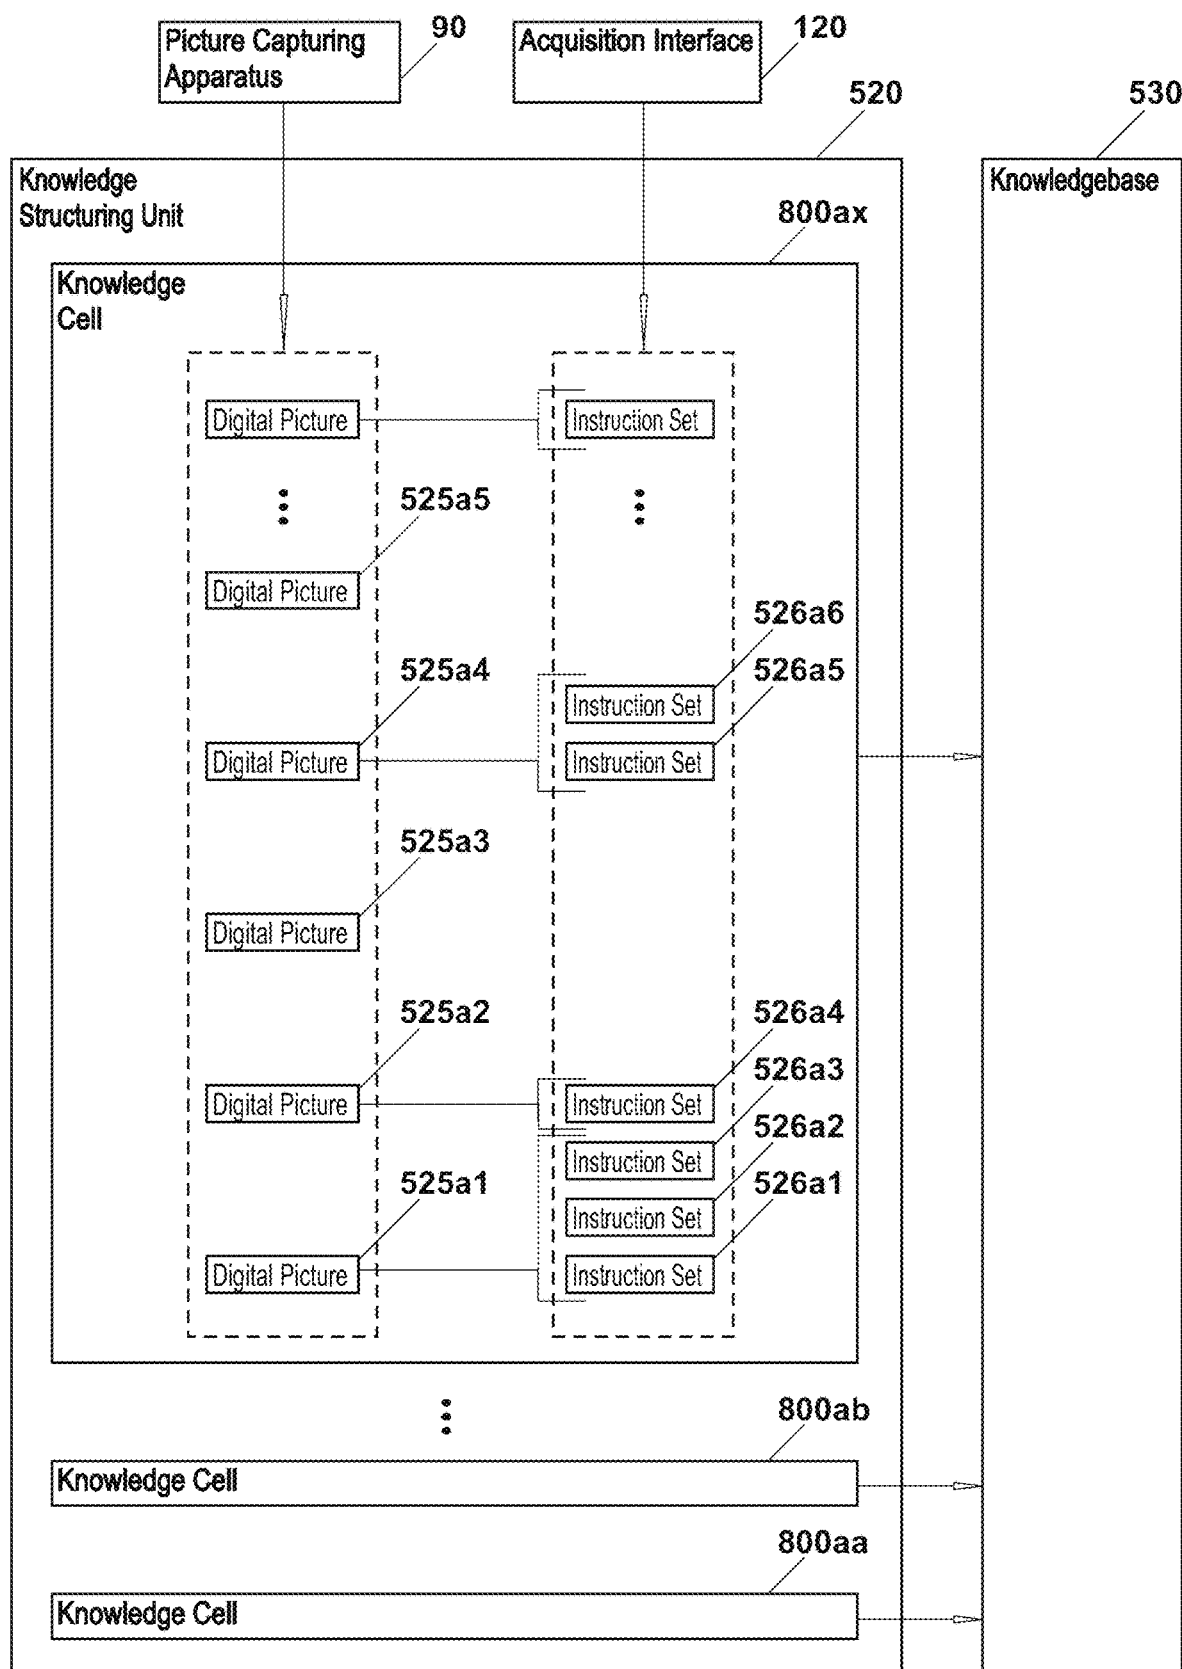 90
120
Picture Capturing
Apparatus
Acquisition Interface
520
530
Knowledge
Structuring Unit
Knowledgebase
800ax
Knowledge
Cell
Digital Picture
Instruction Set
525a5
Digital Picture
526a6
525a4
526a5
Instruction Set
Digital Picture
Instruction Set
525a3
Digital Picture
525a2
526a4
526a3
Digital Picture
Instruction Set
526a2
Instruction Set
525a1
526a1
Instruction Set
Digital Picture
Instruction Set
800ab
Knowledge Cell
800aa
Knowledge Cell